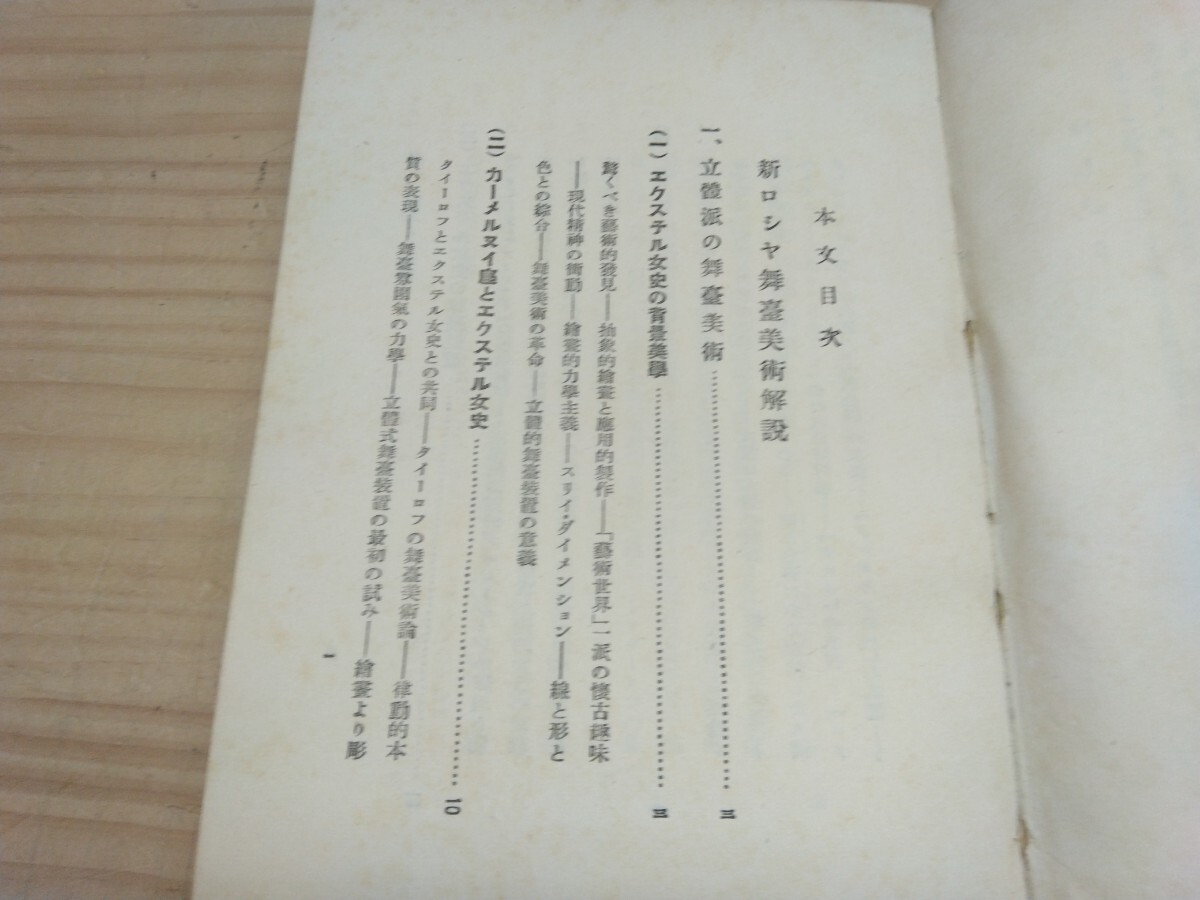 本文目次
新ロシヤ舞臺美術解說
一、立體派の舞臺美術……………………………三
(一) エクステル女史の背景美學……………………………三
驚くべき藝術的發見——抽象的繪畫と應用的製作——「藝術世界」一派の懷古趣味
——現代精神の衝動——繪畫的力學主義——スリイ・ダイメンション——線と形と
色との綜合——舞臺美術の革命——立體的舞臺裝置の意義
(二) カーメルヌイ座とエクステル女史……………………………一〇
タイーロフとエクステル女史との共同——タイーロフの舞臺美術論——律動的本
質の表現——舞臺雰圍氣の力學——立體式舞臺裝置の最初の試み——繪畫より彫
一